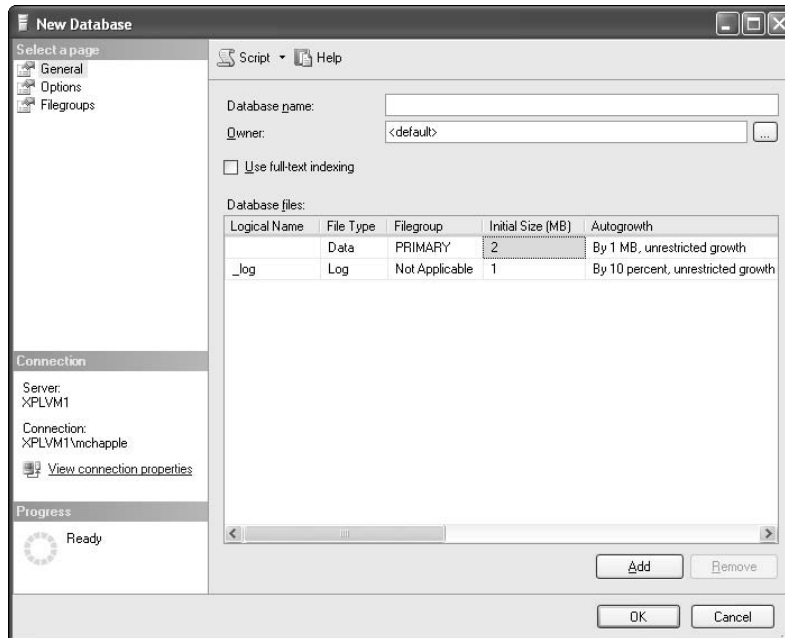 New Database
Select a page
General
Options
Filegroups
Script Help
Database name:
Owner: <default> ...
Use full-text indexing
Database files:
Logical Name File Type Filegroup Initial Size (MB) Autogrowth
Data PRIMARY 2 By 1 MB, unrestricted growth
_log Log Not Applicable 1 By 10 percent, unrestricted growth
Connection
Server:
XPLVM1
Connection:
XPLVM1\mchapple
View connection properties
Progress
Ready
Add Remove
OK Cancel